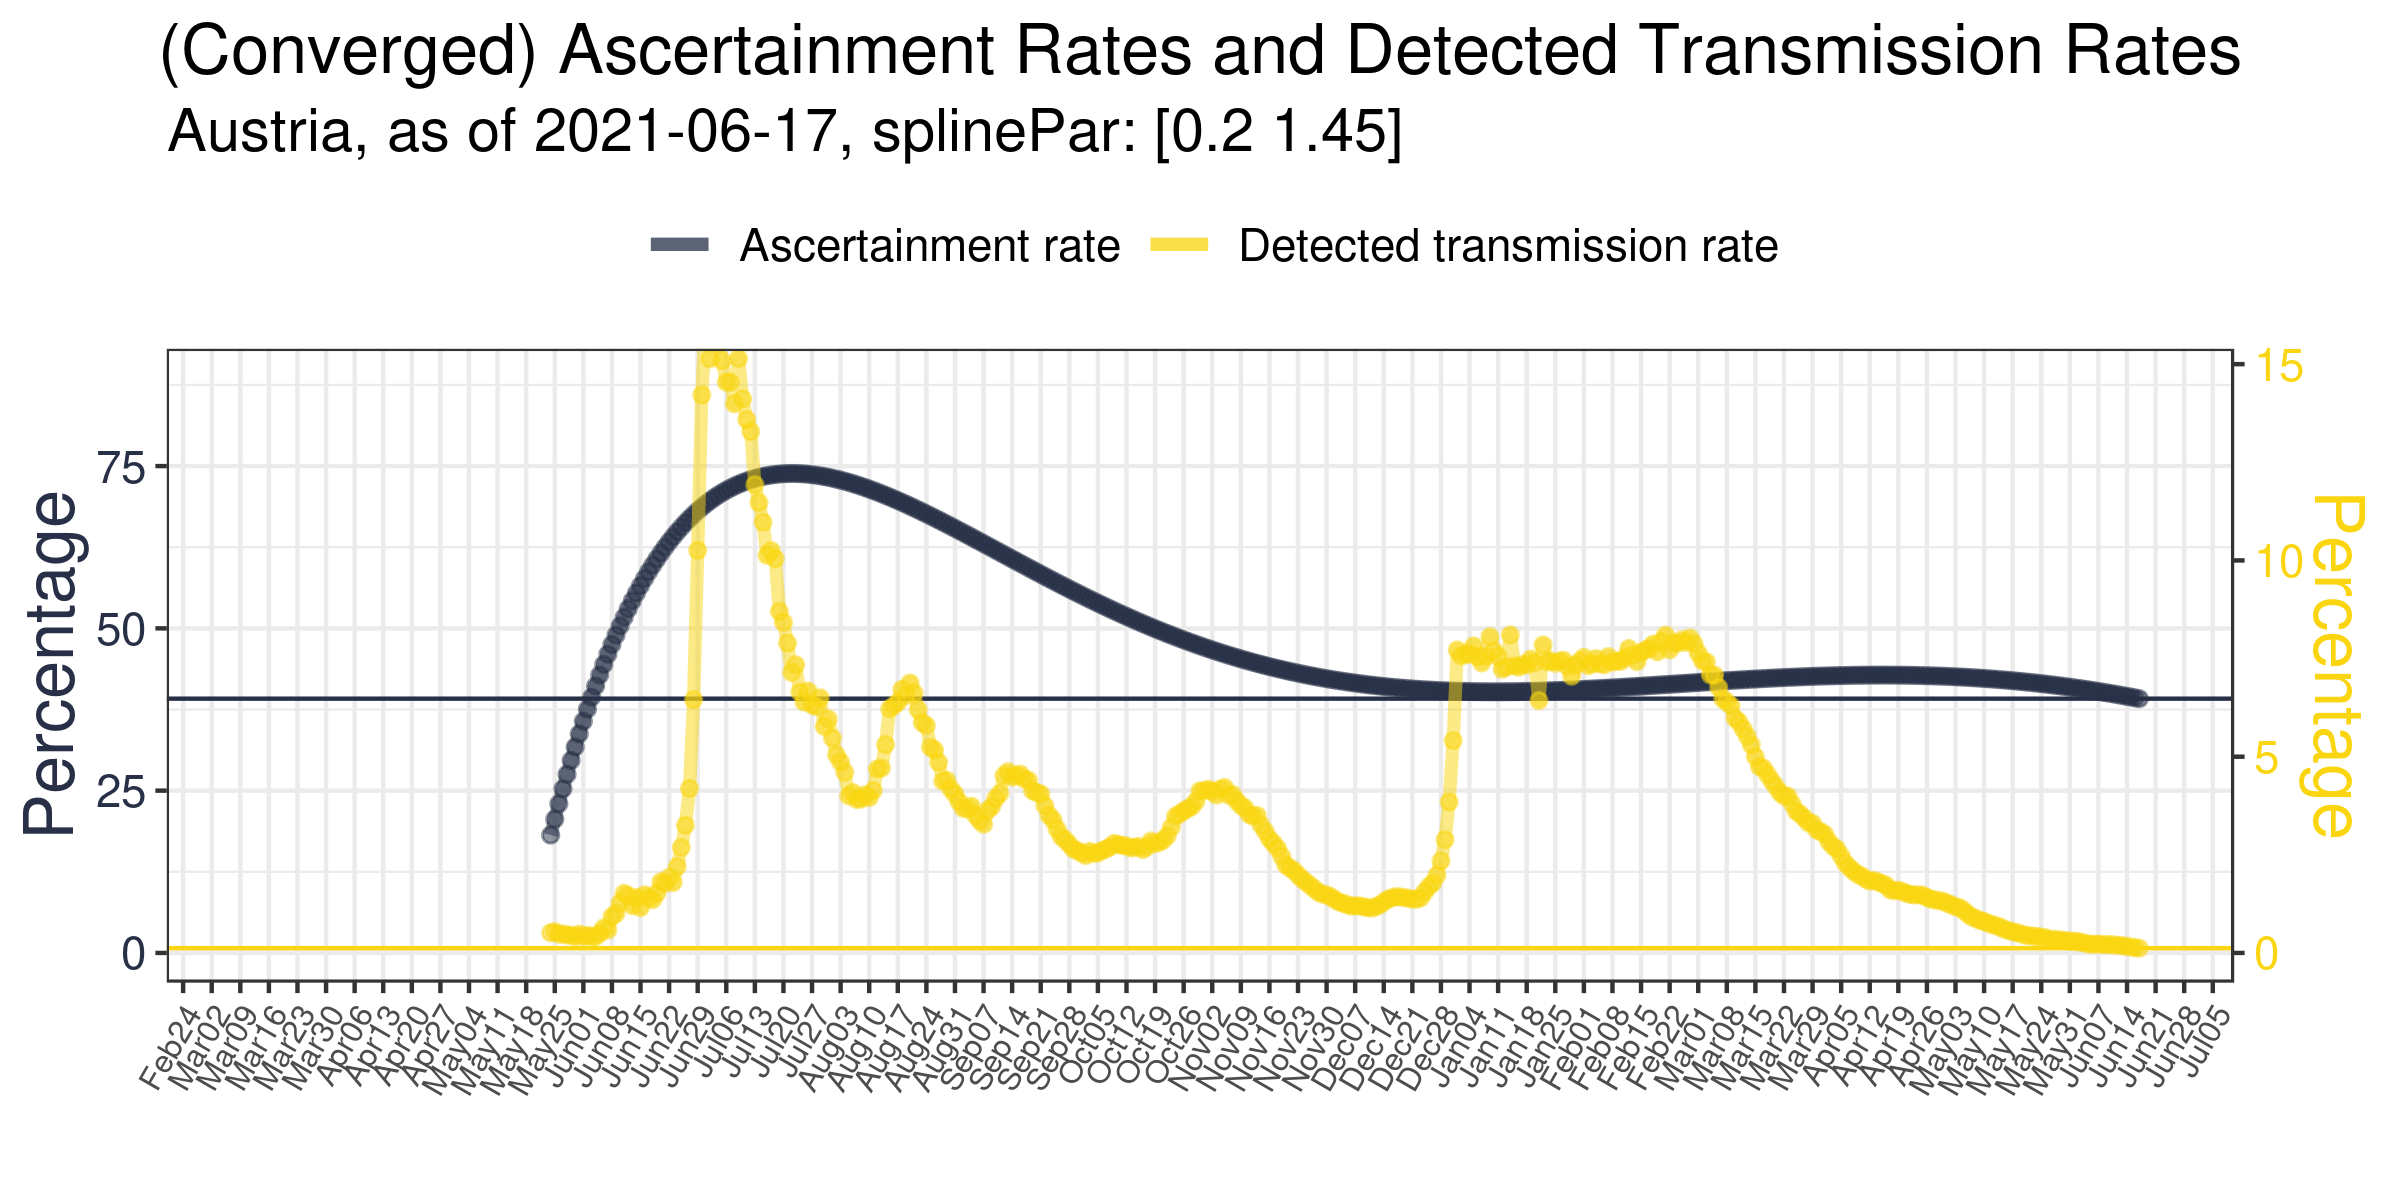 (Converged) Ascertainment Rates and Detected Transmission Rates
Austria, as of 2021-06-17, splinePar: [0.2 1.45]
Ascertainment rate Detected transmission rate
Percentage
75
50
25
0
15
10
5
0
Percentage
Feb24 Mar02 Mar09 Mar16 Mar23 Mar30 Apr06 Apr13 Apr20 Apr27 May04 May11 May18 May25 Jun01 Jun08 Jun15 Jun22 Jun29 Jul06 Jul13 Jul20 Jul27 Aug03 Aug10 Aug17 Aug24 Aug31 Sep07 Sep14 Sep21 Sep28 Oct05 Oct12 Oct19 Oct26 Nov02 Nov09 Nov16 Nov23 Nov30 Dec07 Dec14 Dec21 Dec28 Jan04 Jan11 Jan18 Jan25 Feb01 Feb08 Feb15 Feb22 Mar01 Mar08 Mar15 Mar22 Mar29 Apr05 Apr12 Apr19 Apr26 May03 May10 May17 May24 May31 Jun07 Jun14 Jun21 Jun28 Jul05